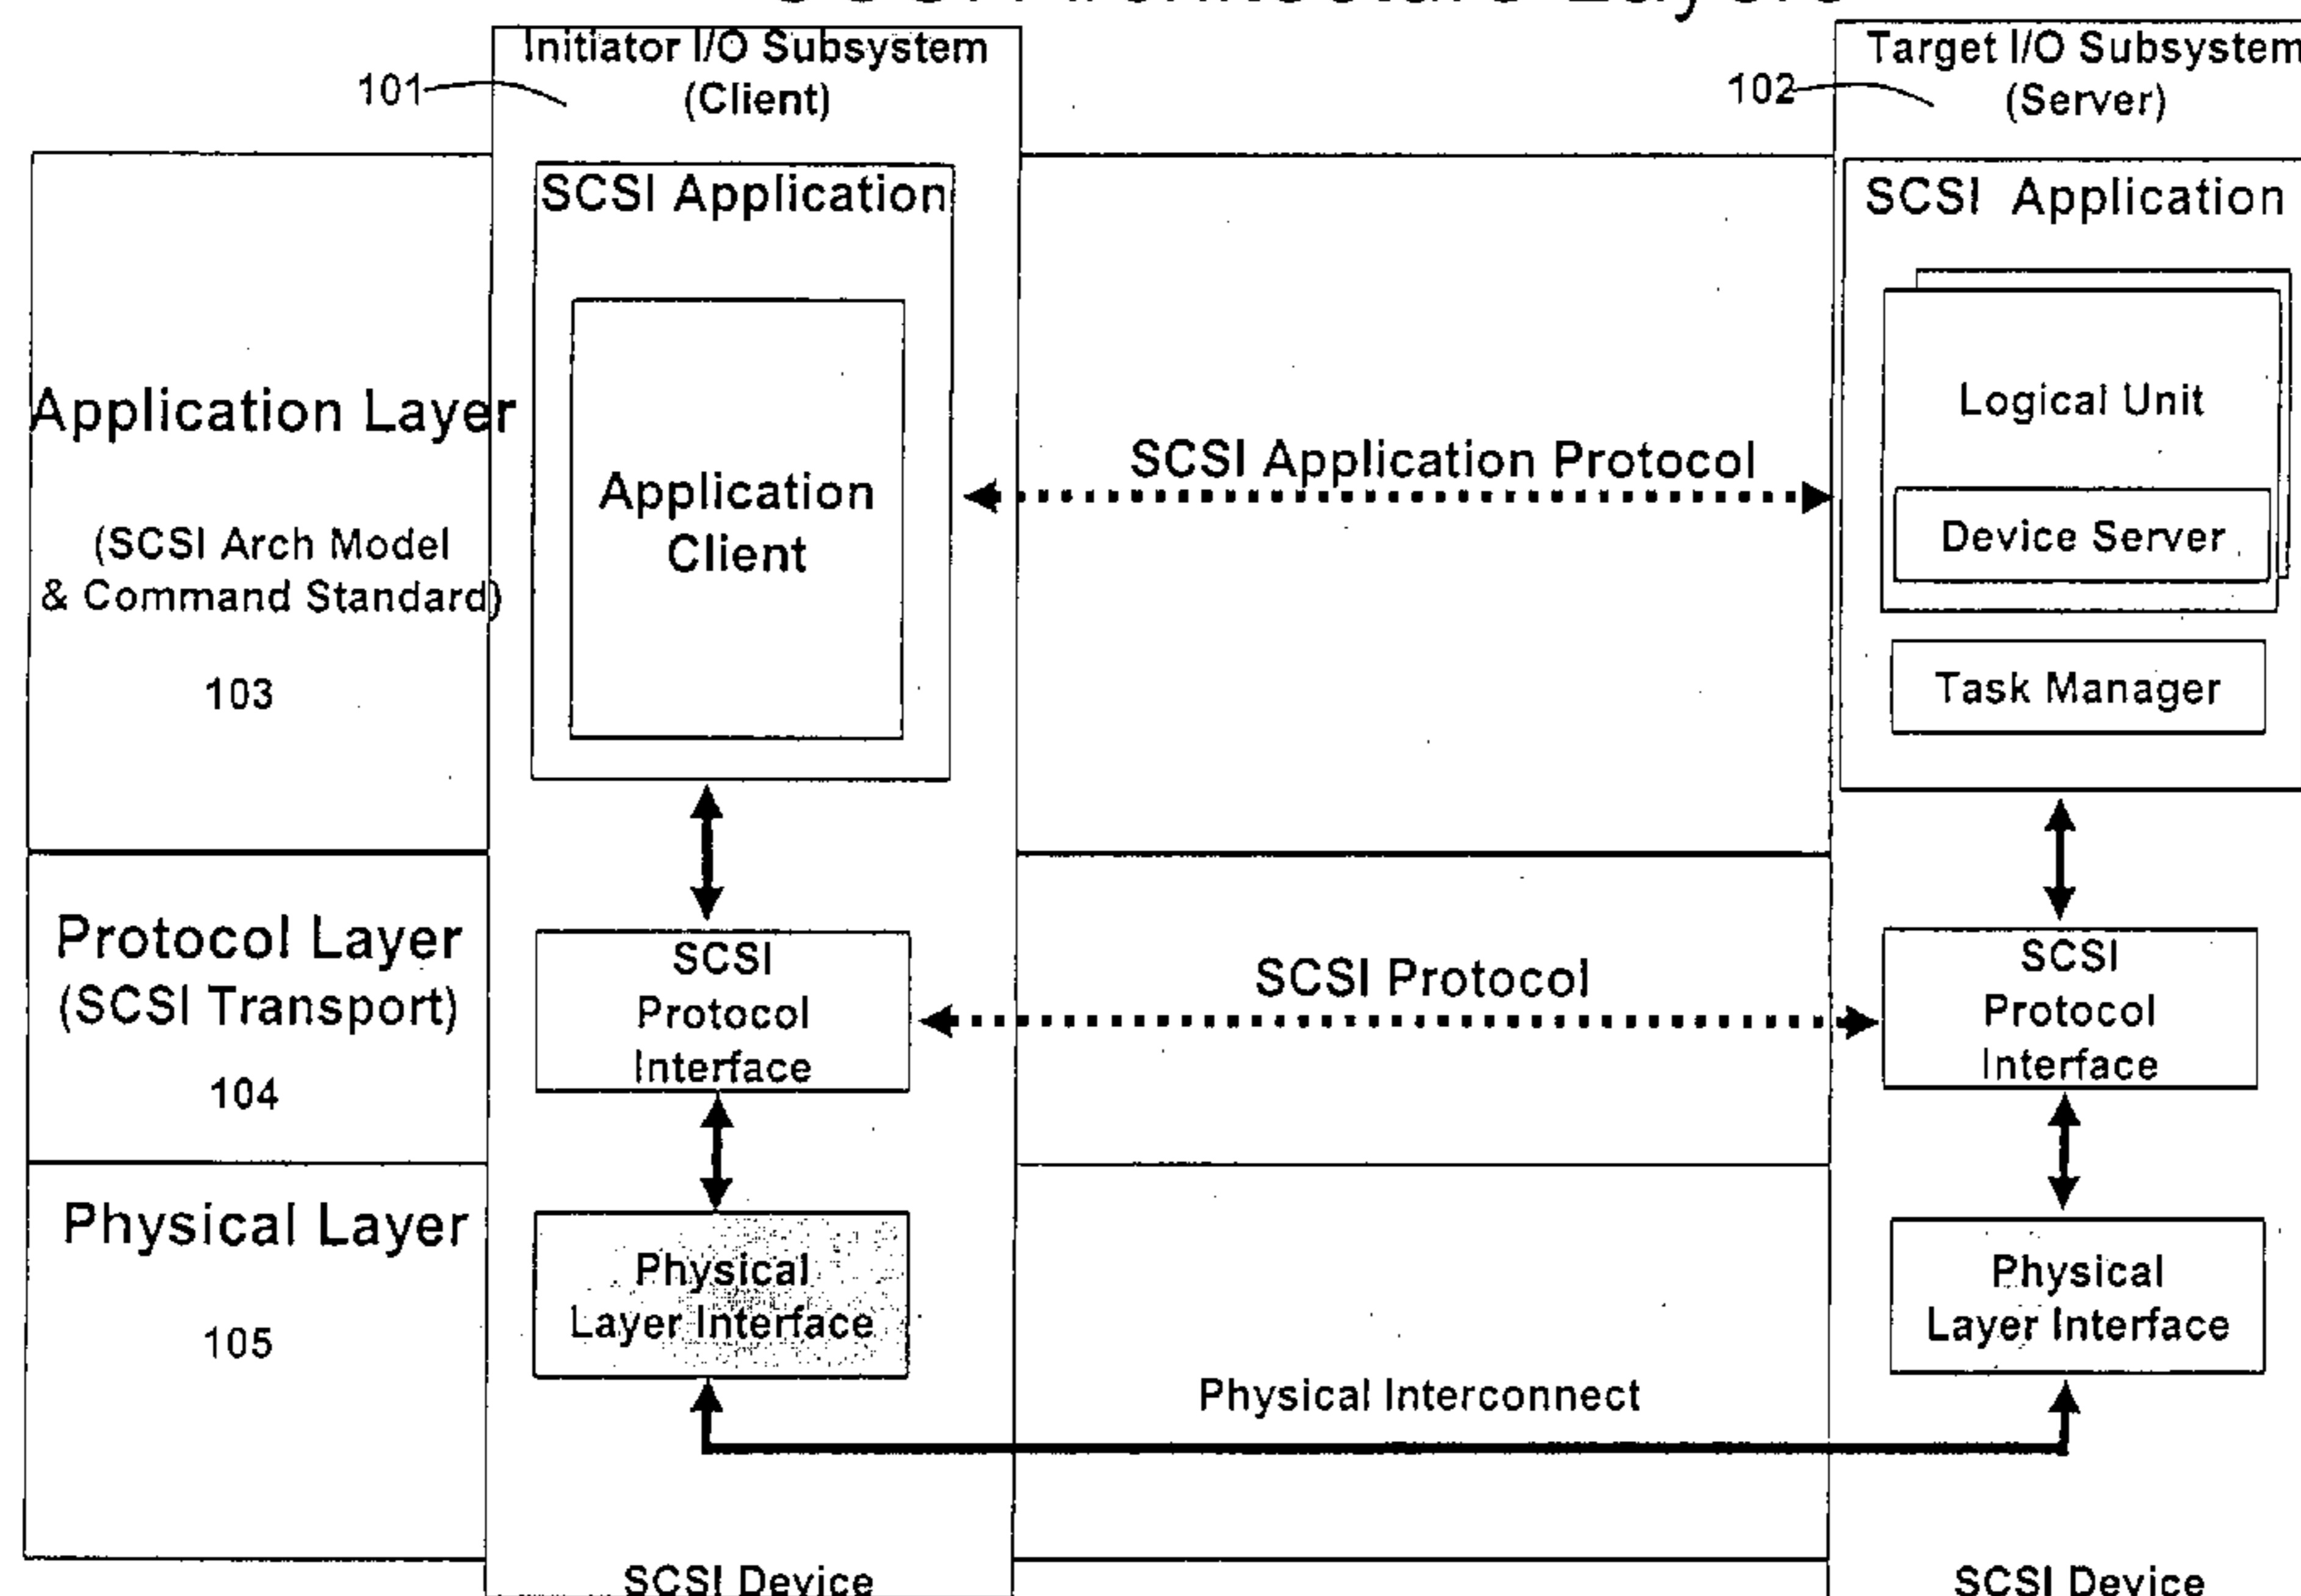 Initiator I/O Subsystem
(Client)
101
Target I/O Subsystem
(Server)
102
SCSI Application
SCSI Application
Application Layer
(SCSI Arch Model
& Command Standard)
103
Application
Client
SCSI Application Protocol
Logical Unit
Device Server
Task Manager
Protocol Layer
(SCSI Transport)
104
SCSI
Protocol
Interface
SCSI Protocol
SCSI
Protocol
Interface
Physical Layer
105
Physical
Layer Interface
Physical Interconnect
Physical
Layer Interface
SCSI Device
SCSI Device